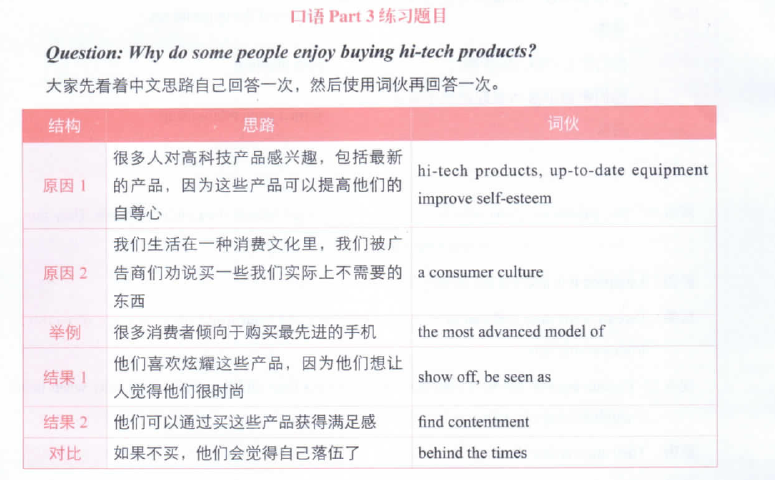 口语 Part 3 练习题目
Question: Why do some people enjoy buying hi-tech products?
大家先看着中文思路自己回答一次，然后使用词伙再回答一次。
结构 思路 词伙
原因 1
很多人对高科技产品感兴趣，包括最新
的产品，因为这些产品可以提高他们的
自尊心
hi-tech products, up-to-date equipment
improve self-esteem
原因 2
我们生活在一种消费文化里，我们被广
告商们劝说买一些我们实际上不需要的
东西
a consumer culture
举例 很多消费者倾向于购买最先进的手机 the most advanced model of
结果 1
他们喜欢炫耀这些产品，因为他们想让
人觉得他们很时尚
show off, be seen as
结果 2 他们可以通过买这些产品获得满足感 find contentment
对比 如果不买，他们会觉得自己落伍了 behind the times